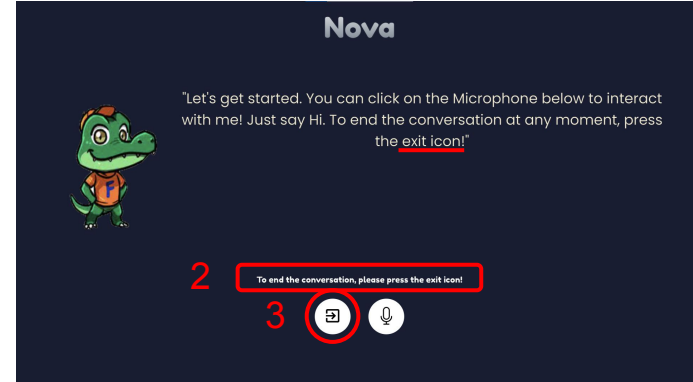 Nova
"Let's get started. You can click on the Microphone below to interact
with me! Just say Hi. To end the conversation at any moment, press
the exit icon!"
F
2
To end the conversation, please press the exit icon!
3